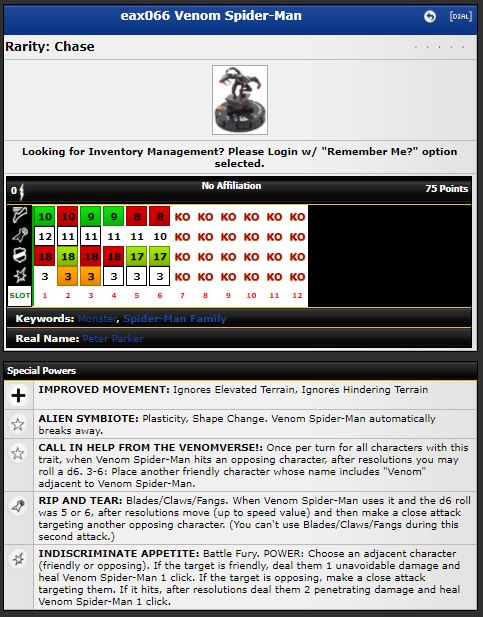 eax066 Venom Spider-Man
[DIAL]
Rarity: Chase
Looking for Inventory Management? Please Login w/ "Remember Me?" option
selected.
0 No Affiliation 75 Points
10 10 9 9 8 8 KO KO KO KO KO KO
12 11 11 11 11 10 KO KO KO KO KO KO
18 18 18 18 17 17 KO KO KO KO KO KO
3 3 3 3 3 3 KO KO KO KO KO KO
SLOT 1 2 3 4 5 6 7 8 9 10 11 12
Keywords: Monster, Spider-Man Family
Real Name: Peter Parker
Special Powers
IMPROVED MOVEMENT: Ignores Elevated Terrain, Ignores Hindering Terrain
ALIEN SYMBIOTE: Plasticity, Shape Change. Venom Spider-Man automatically
breaks away.
CALL IN HELP FROM THE VENOMVERSE!: Once per turn for all characters with this
trait, when Venom Spider-Man hits an opposing character, after resolutions you may
roll a d6. 3-6: Place another friendly character whose name includes "Venom"
adjacent to Venom Spider-Man.
RIP AND TEAR: Blades/Claws/Fangs. When Venom Spider-Man uses it and the d6 roll
was 5 or 6, after resolutions move (up to speed value) and then make a close attack
targeting another opposing character. (You can't use Blades/Claws/Fangs during this
second attack.)
INDISCRIMINATE APPETITE: Battle Fury. POWER: Choose an adjacent character
(friendly or opposing). If the target is friendly, deal them 1 unavoidable damage and
heal Venom Spider-Man 1 click. If the target is opposing, make a close attack
targeting them. If it hits, after resolutions deal them 2 penetrating damage and heal
Venom Spider-Man 1 click.